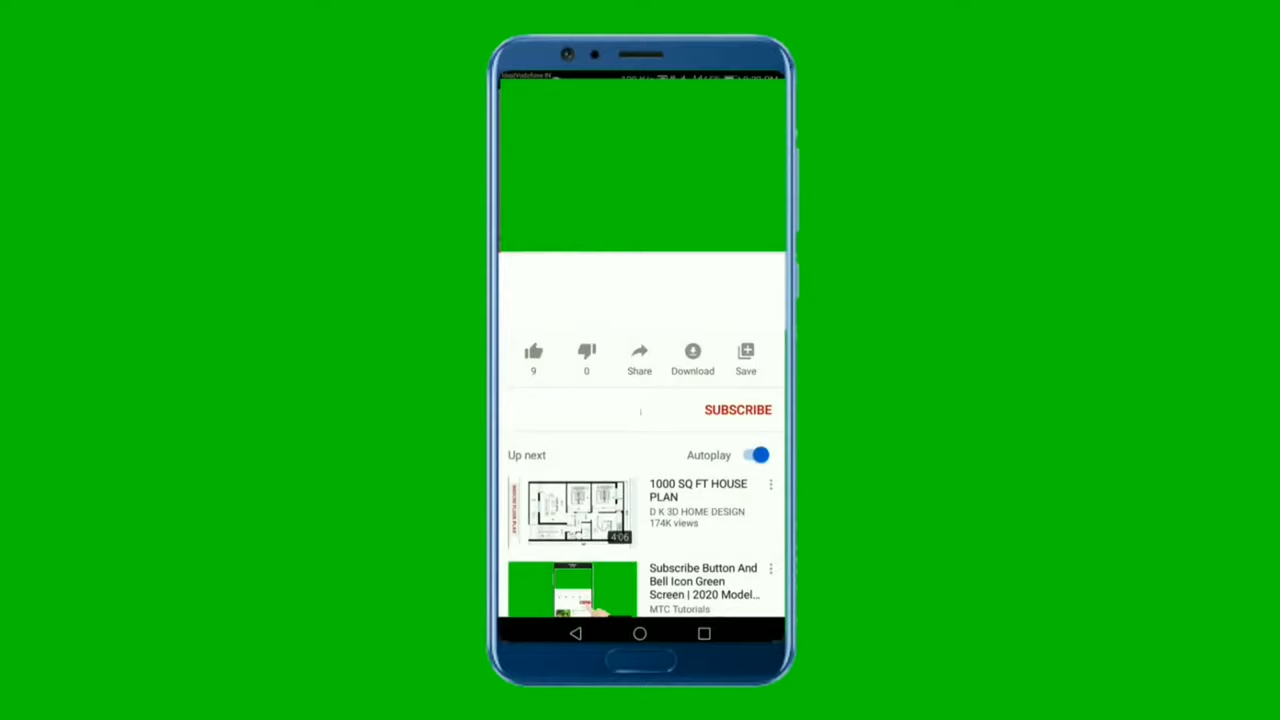 9
0
Share
Download
Save
SUBSCRIBE
Up next
Autoplay
1000 SQ FT HOUSE
PLAN
D K 3D HOME DESIGN
174K views
4:06
Subscribe Button And
Bell Icon Green
Screen | 2020 Model...
MTC Tutorials